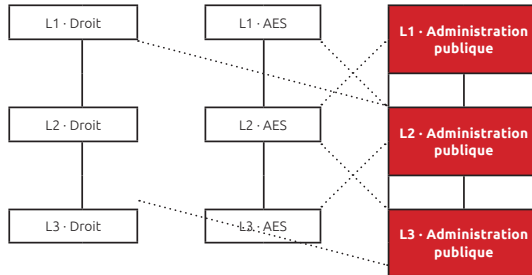 L1 · Droit
L1 · AES
L1 · Administration
publique
L2 · Droit
L2 · AES
L2 · Administration
publique
L3 · Droit
L3 · AES
L3 · Administration
publique